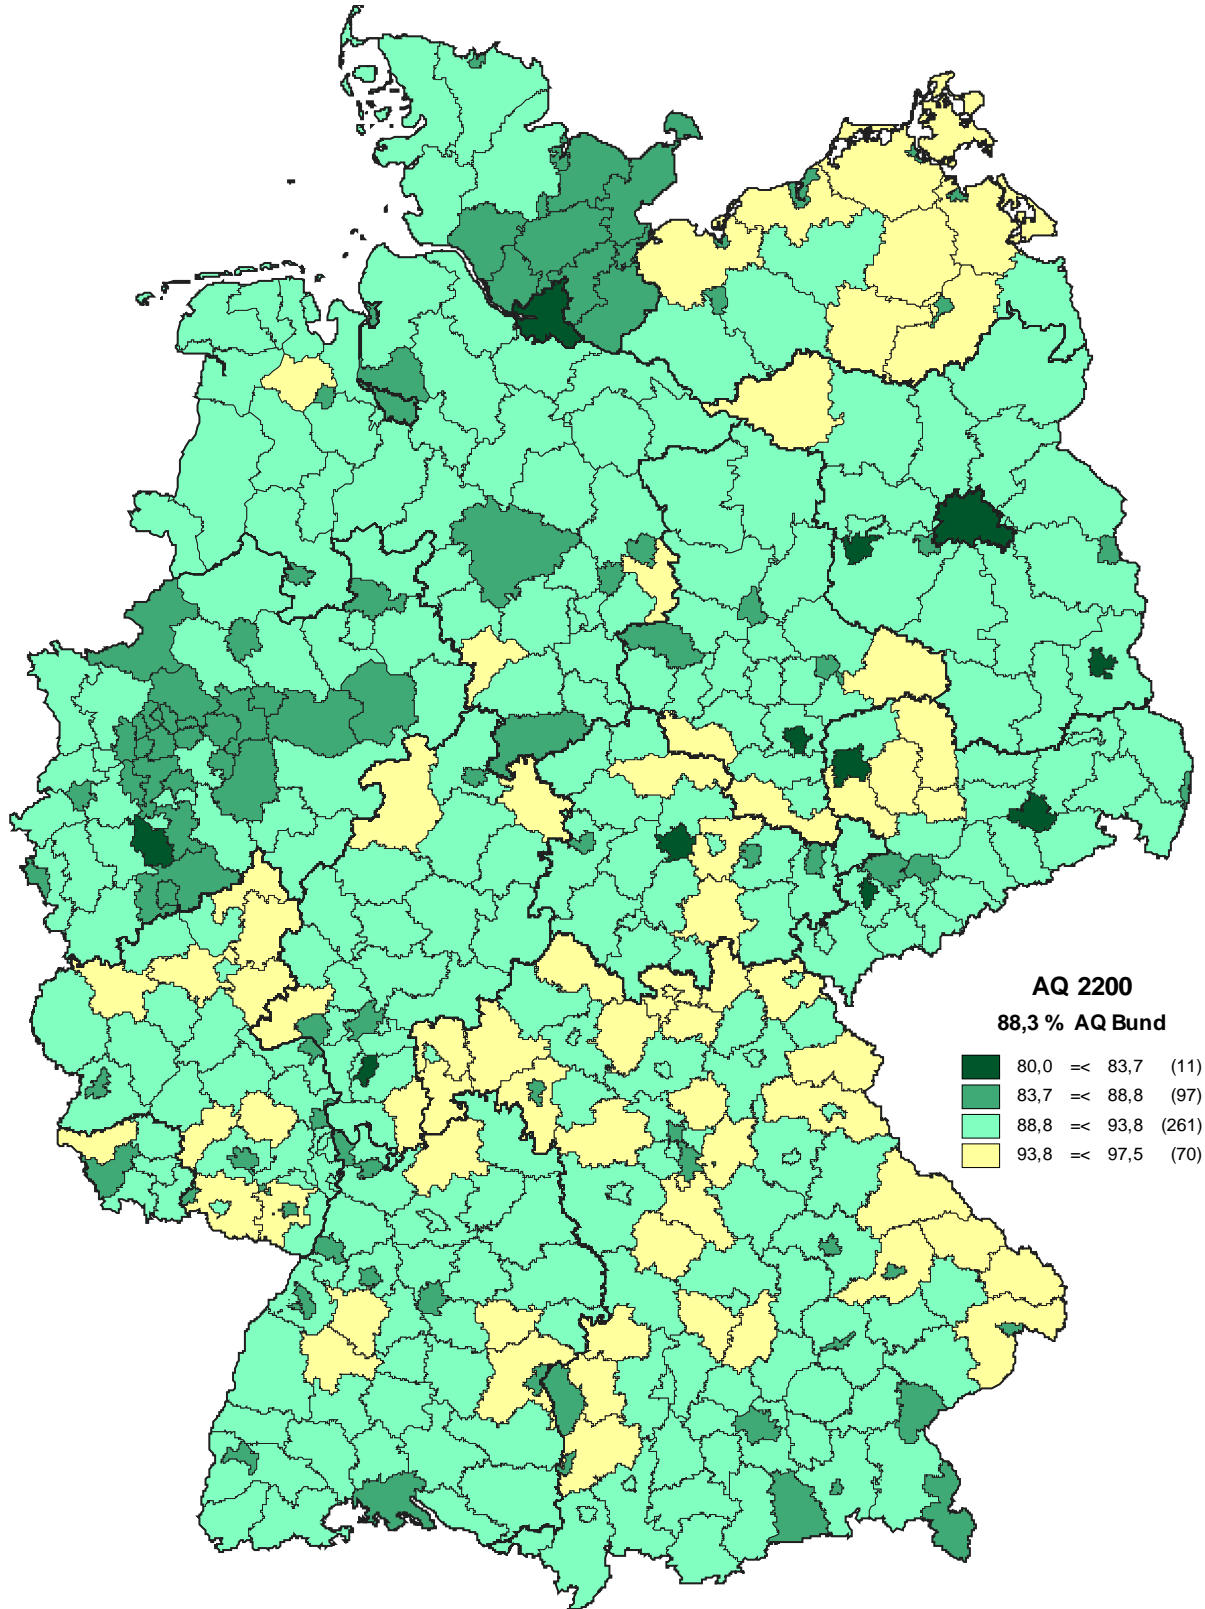 AQ 2200
88,3 % AQ Bund
80,0 =< 83,7 (11)
83,7 =< 88,8 (97)
88,8 =< 93,8 (261)
93,8 =< 97,5 (70)